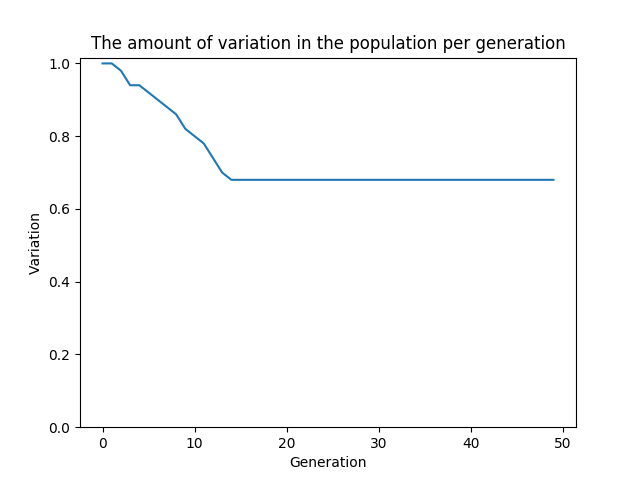 The amount of variation in the population per generation
1.0
0.8
0.6
0.4
0.2
0.0
Variation
0 10 20 30 40 50
Generation